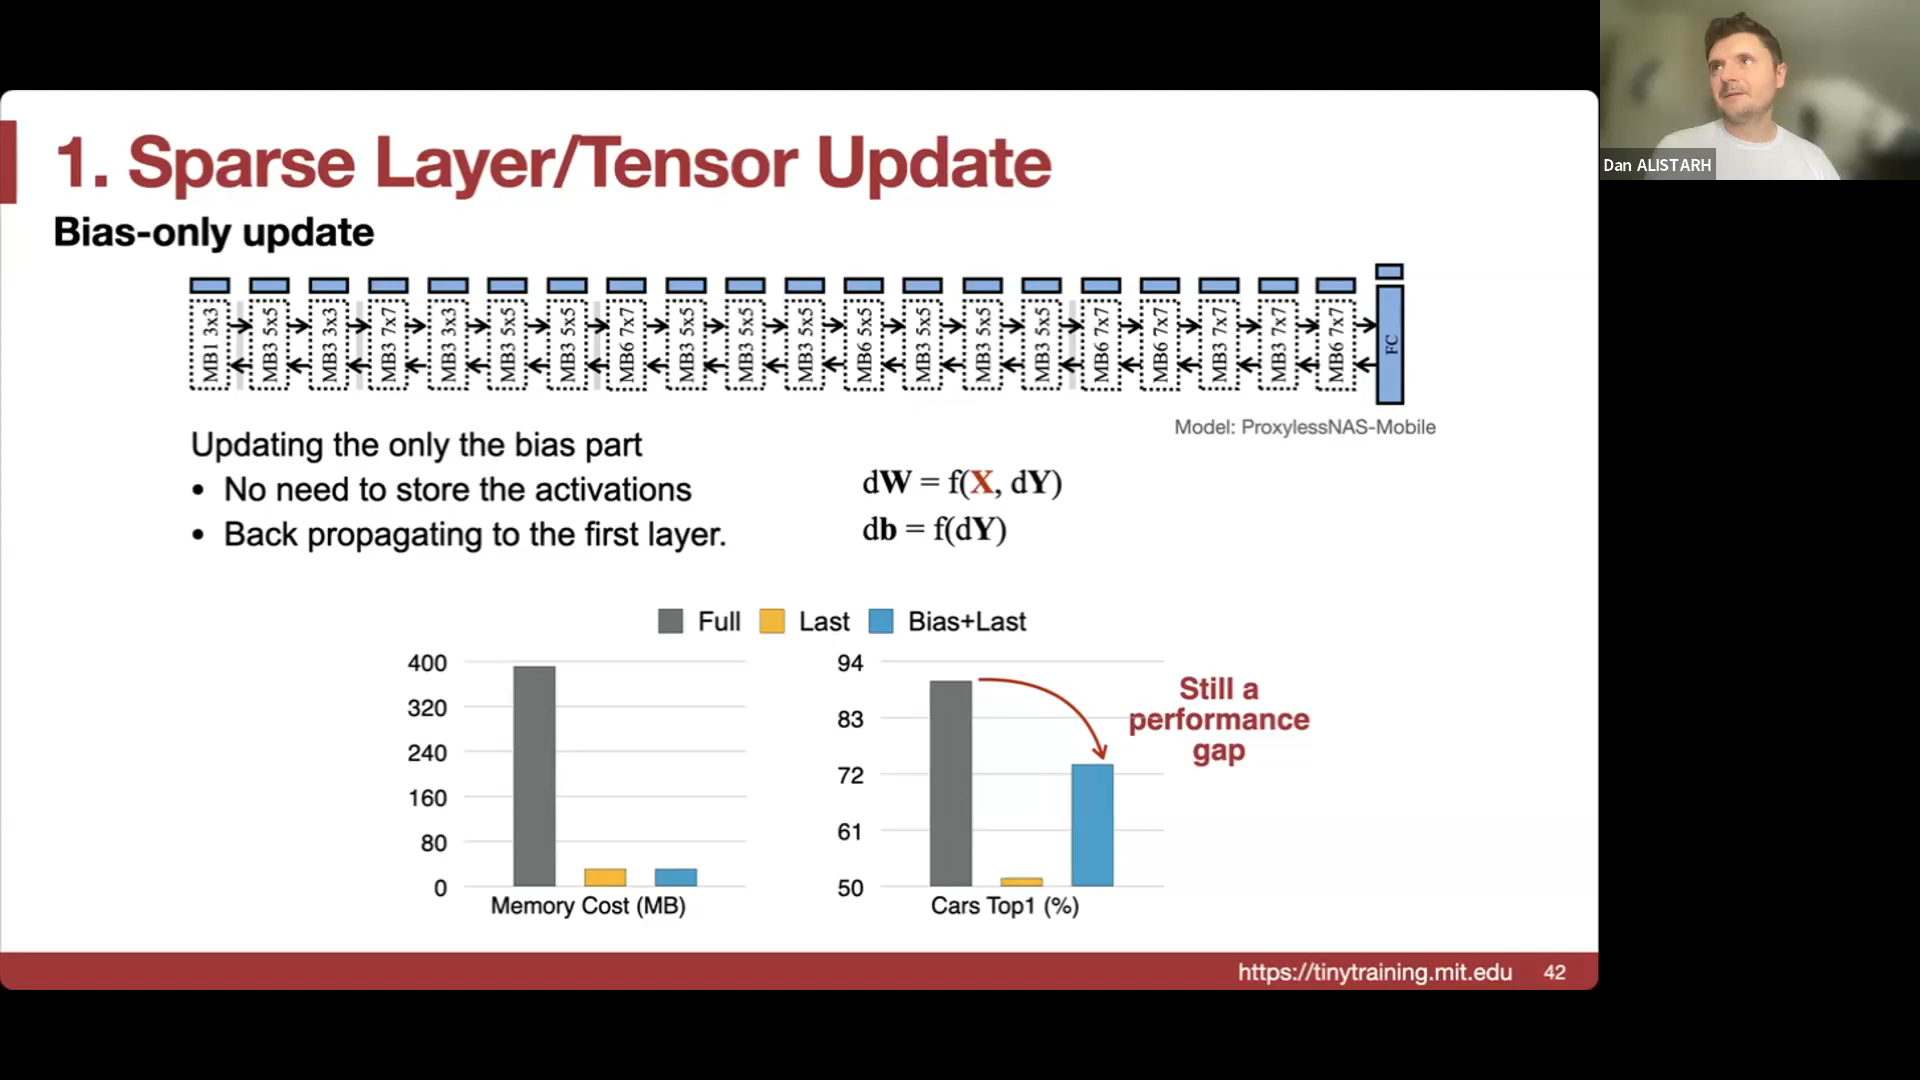 Dan ALISTARH
1. Sparse Layer/Tensor Update
Bias-only update
MB1 3x3
MB3 5x5
MB3 3x3
MB3 7x7
MB3 3x3
MB3 5x5
MB3 5x5
MB6 7x7
MB3 5x5
MB3 5x5
MB3 5x5
MB6 5x5
MB3 5x5
MB3 5x5
MB3 5x5
MB6 7x7
MB6 7x7
MB3 7x7
MB3 7x7
MB6 7x7
FC
Model: ProxylessNAS-Mobile
Updating the only the bias part
• No need to store the activations
• Back propagating to the first layer.
dW = f(X, dY)
db = f(dY)
Full Last Bias+Last
400
320
240
160
80
0
Memory Cost (MB)
94
83
72
61
50
Cars Top1 (%)
Still a
performance
gap
https://tinytraining.mit.edu 42